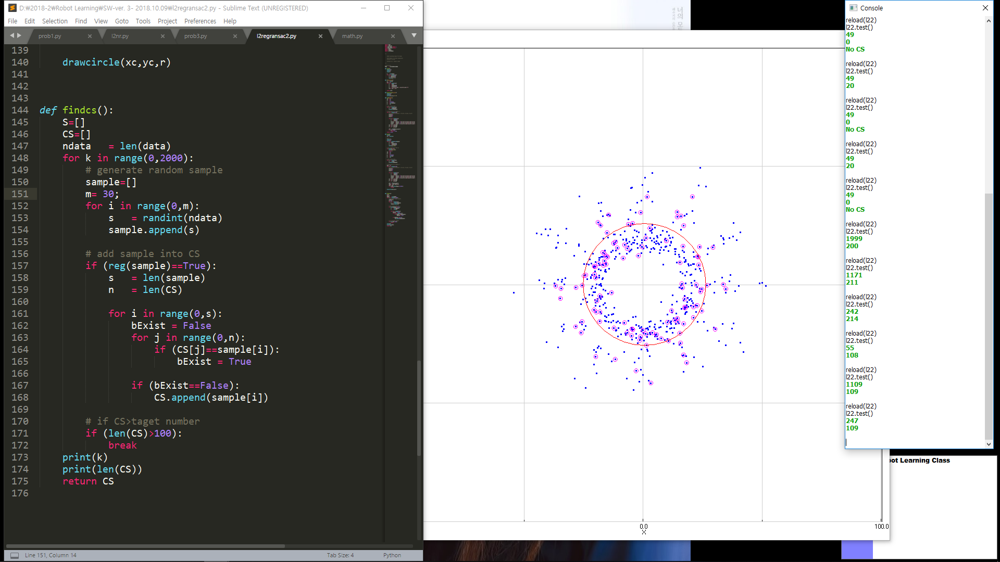 D:₩2018-2₩Robot Learning₩SW-ver. 3- 2018.10.09₩l2regransac2.py - Sublime Text (UNREGISTERED)
File Edit Selection Find View Goto Tools Project Preferences Help
prob1.py l2nr.py prob3.py l2regransac2.py math.py
139
140 drawcircle(xc,yc,r)
141
142
143
144 def findcs():
145 S=[]
146 CS=[]
147 ndata = len(data)
148 for k in range(0,2000):
149 # generate random sample
150 sample=[]
151 m= 30;
152 for i in range(0,m):
153 s = randint(ndata)
154 sample.append(s)
155
156 # add sample into CS
157 if (reg(sample)==True):
158 s = len(sample)
159 n = len(CS)
160
161 for i in range(0,s):
162 bExist = False
163 for j in range(0,n):
164 if (CS[j]==sample[i]):
165 bExist = True
166
167 if (bExist==False):
168 CS.append(sample[i])
169
170 # if CS>taget number
171 if (len(CS)>100):
172 break
173 print(k)
174 print(len(CS))
175 return CS
176
Line 151, Column 14 Tab Size: 4 Python
0.0
X
100.0
Console
reload(l22)
l22.test()
49
0
No CS
reload(l22)
l22.test()
49
20
reload(l22)
l22.test()
49
0
No CS
reload(l22)
l22.test()
49
20
reload(l22)
l22.test()
49
0
No CS
reload(l22)
l22.test()
1999
200
reload(l22)
l22.test()
1171
211
reload(l22)
l22.test()
242
214
reload(l22)
l22.test()
55
108
reload(l22)
l22.test()
1109
109
reload(l22)
l22.test()
247
109
bot Learning Class